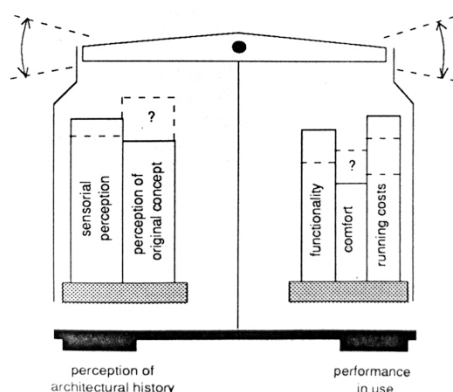 ?
sensorial
perception
perception of
original concept
functionality
?
comfort
running costs
perception of
architectural history
performance
in use